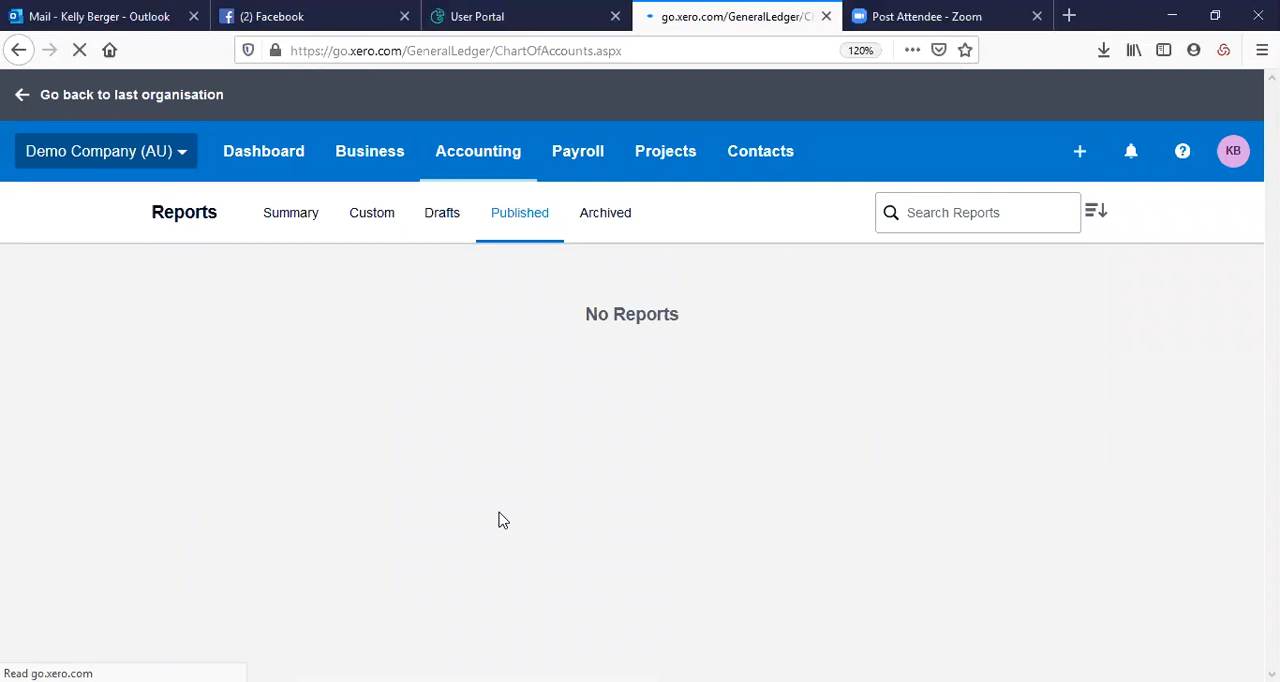 Mail - Kelly Berger - Outlook
(2) Facebook
User Portal
go.xero.com/GeneralLedger/C
Post Attendee - Zoom
https://go.xero.com/GeneralLedger/ChartOfAccounts.aspx
120%
Go back to last organisation
Demo Company (AU)
Dashboard
Business
Accounting
Payroll
Projects
Contacts
KB
Reports
Summary
Custom
Drafts
Published
Archived
Search Reports
No Reports
Read go.xero.com